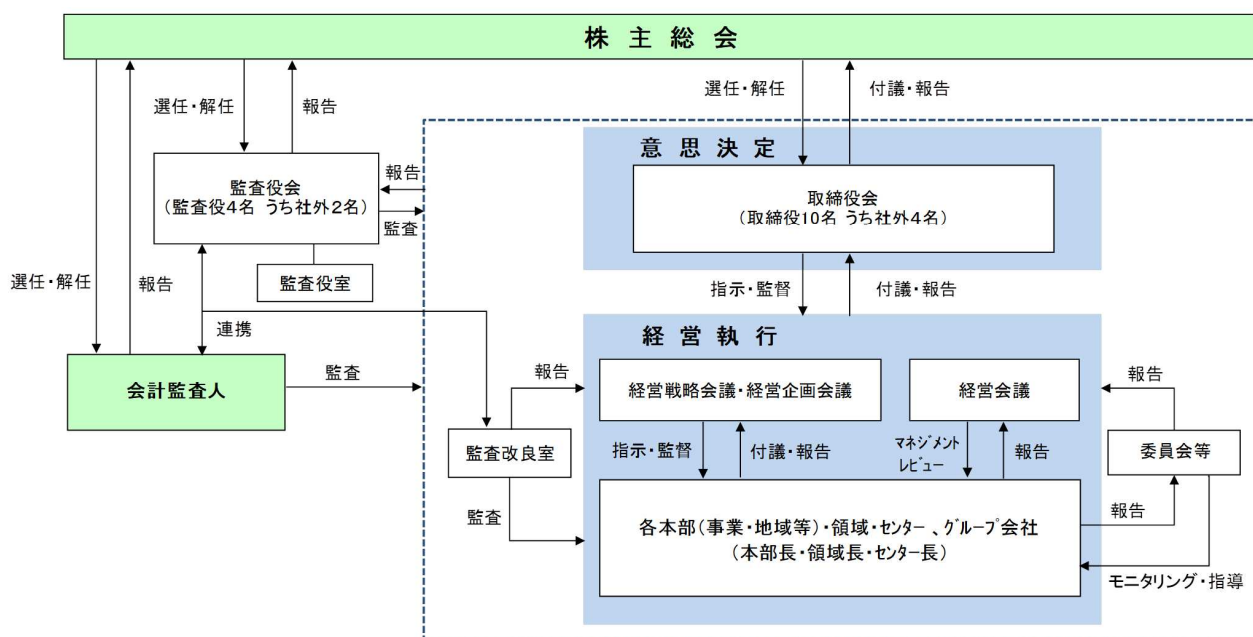 株主総会
選任・解任
報告
選任・解任
付議・報告
意思決定
監査役会
(監査役4名 うち社外2名)
報告
監査
取締役会
(取締役10名 うち社外4名)
監査役室
選任・解任
報告
指示・監督
付議・報告
連携
経営執行
会計監査人
監査
報告
経営戦略会議・経営企画会議
経営会議
報告
監査改良室
指示・監督
付議・報告
マネジメント
レビュー
報告
委員会等
監査
各本部(事業・地域等)・領域・センター、グループ会社
(本部長・領域長・センター長)
報告
モニタリング・指導